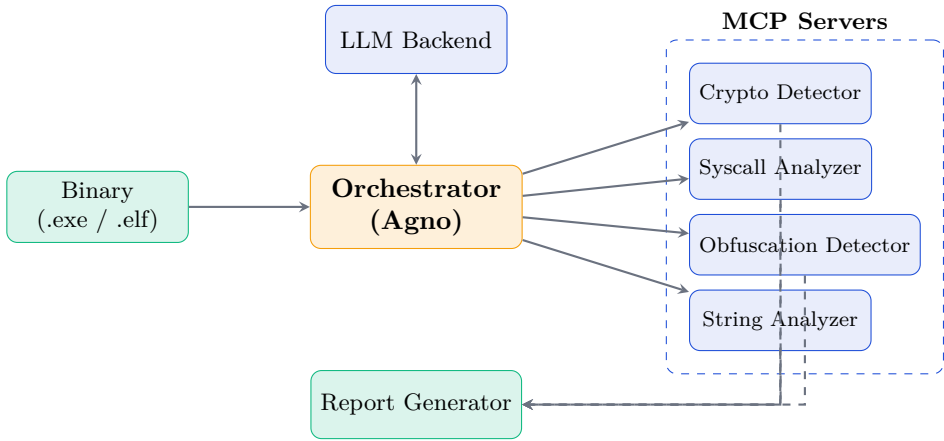 LLM Backend
MCP Servers
Crypto Detector
Syscall Analyzer
Binary
(.exe / .elf)
Orchestrator
(Agno)
Obfuscation Detector
String Analyzer
Report Generator